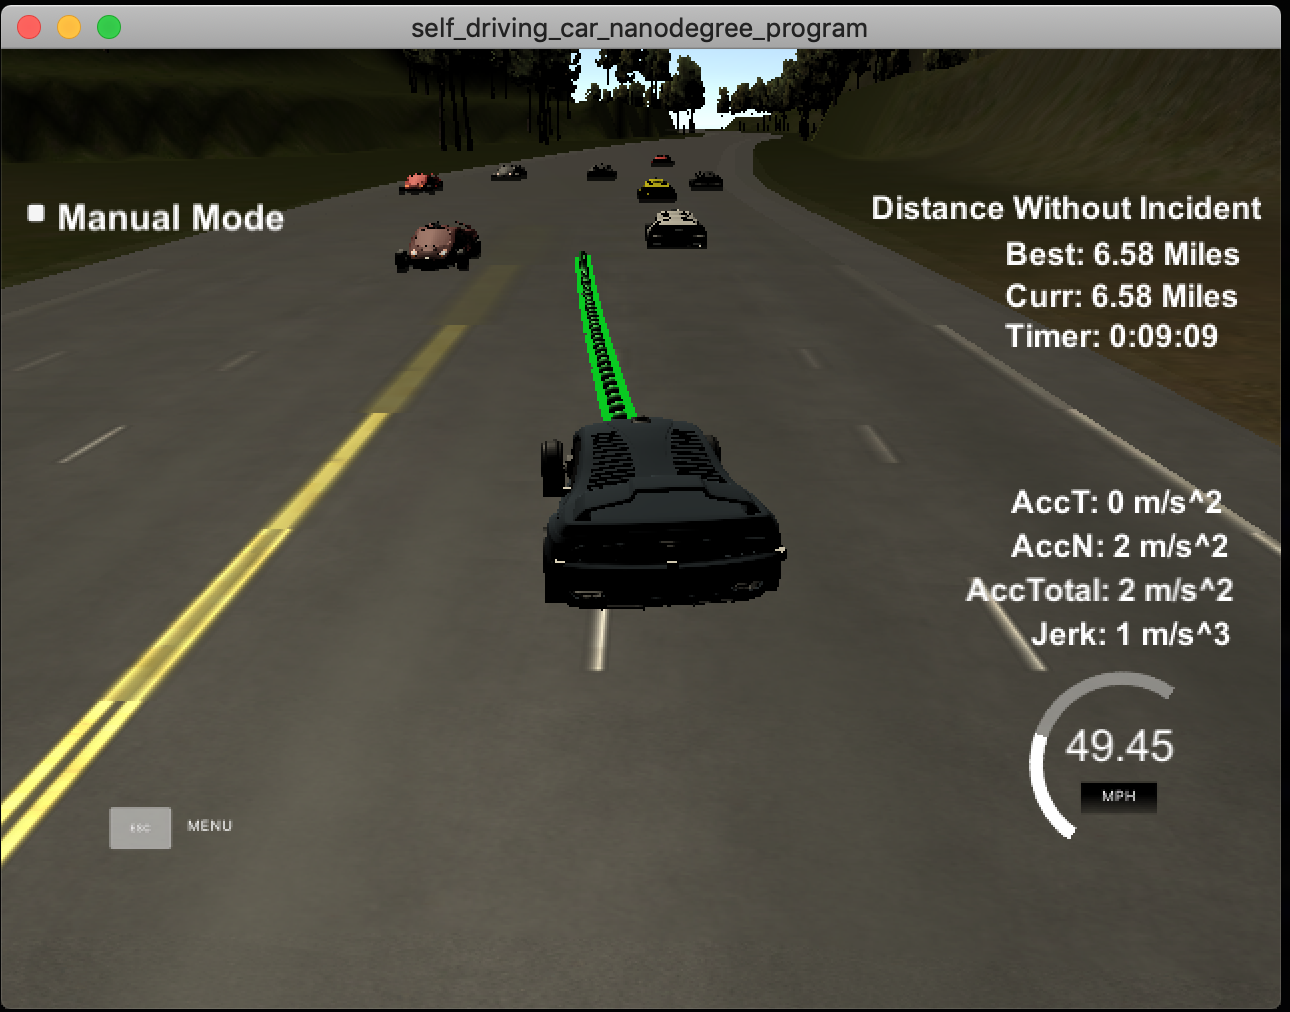 self_driving_car_nanodegree_program
Manual Mode
Distance Without Incident
Best: 6.58 Miles
Curr: 6.58 Miles
Timer: 0:09:09
AccT: 0 m/s^2
AccN: 2 m/s^2
AccTotal: 2 m/s^2
Jerk: 1 m/s^3
49.45
MPH
ESC MENU